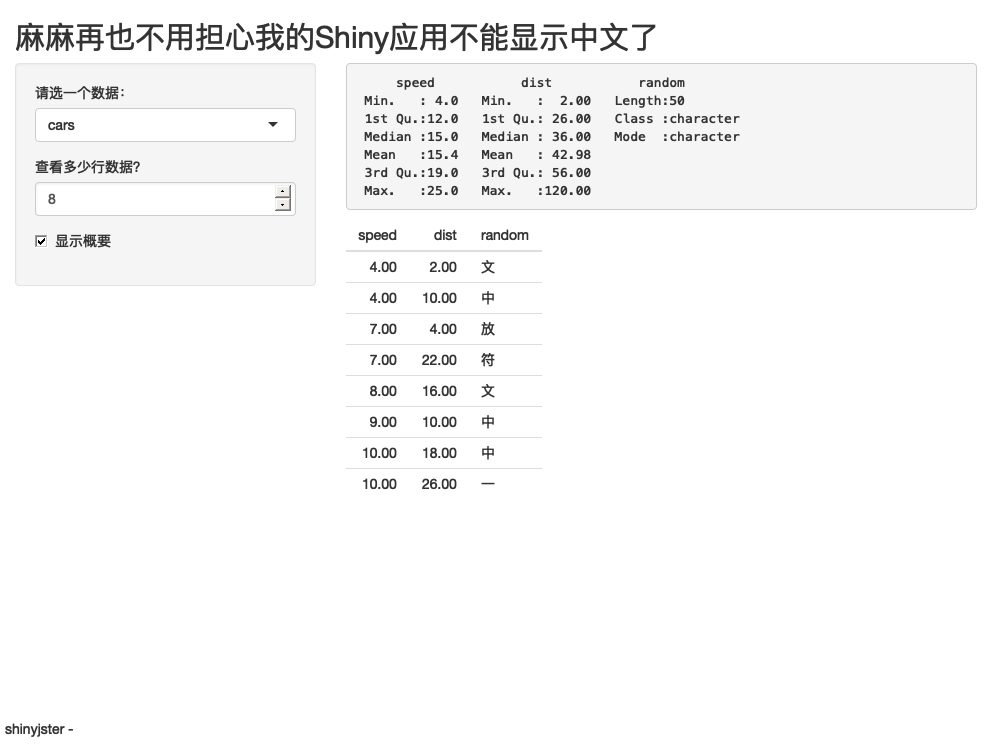 麻麻再也不用担心我的Shiny应用不能显示中文了
请选一个数据：
cars
查看多少行数据？
8
显示概要
speed dist random
Min. : 4.0 Min. : 2.00 Length:50
1st Qu.:12.0 1st Qu.: 26.00 Class :character
Median :15.0 Median : 36.00 Mode :character
Mean :15.4 Mean : 42.98
3rd Qu.:19.0 3rd Qu.: 56.00
Max. :25.0 Max. :120.00
speed dist random
4.00 2.00 文
4.00 10.00 中
7.00 4.00 放
7.00 22.00 符
8.00 16.00 文
9.00 10.00 中
10.00 18.00 中
10.00 26.00 一
shinyjster -